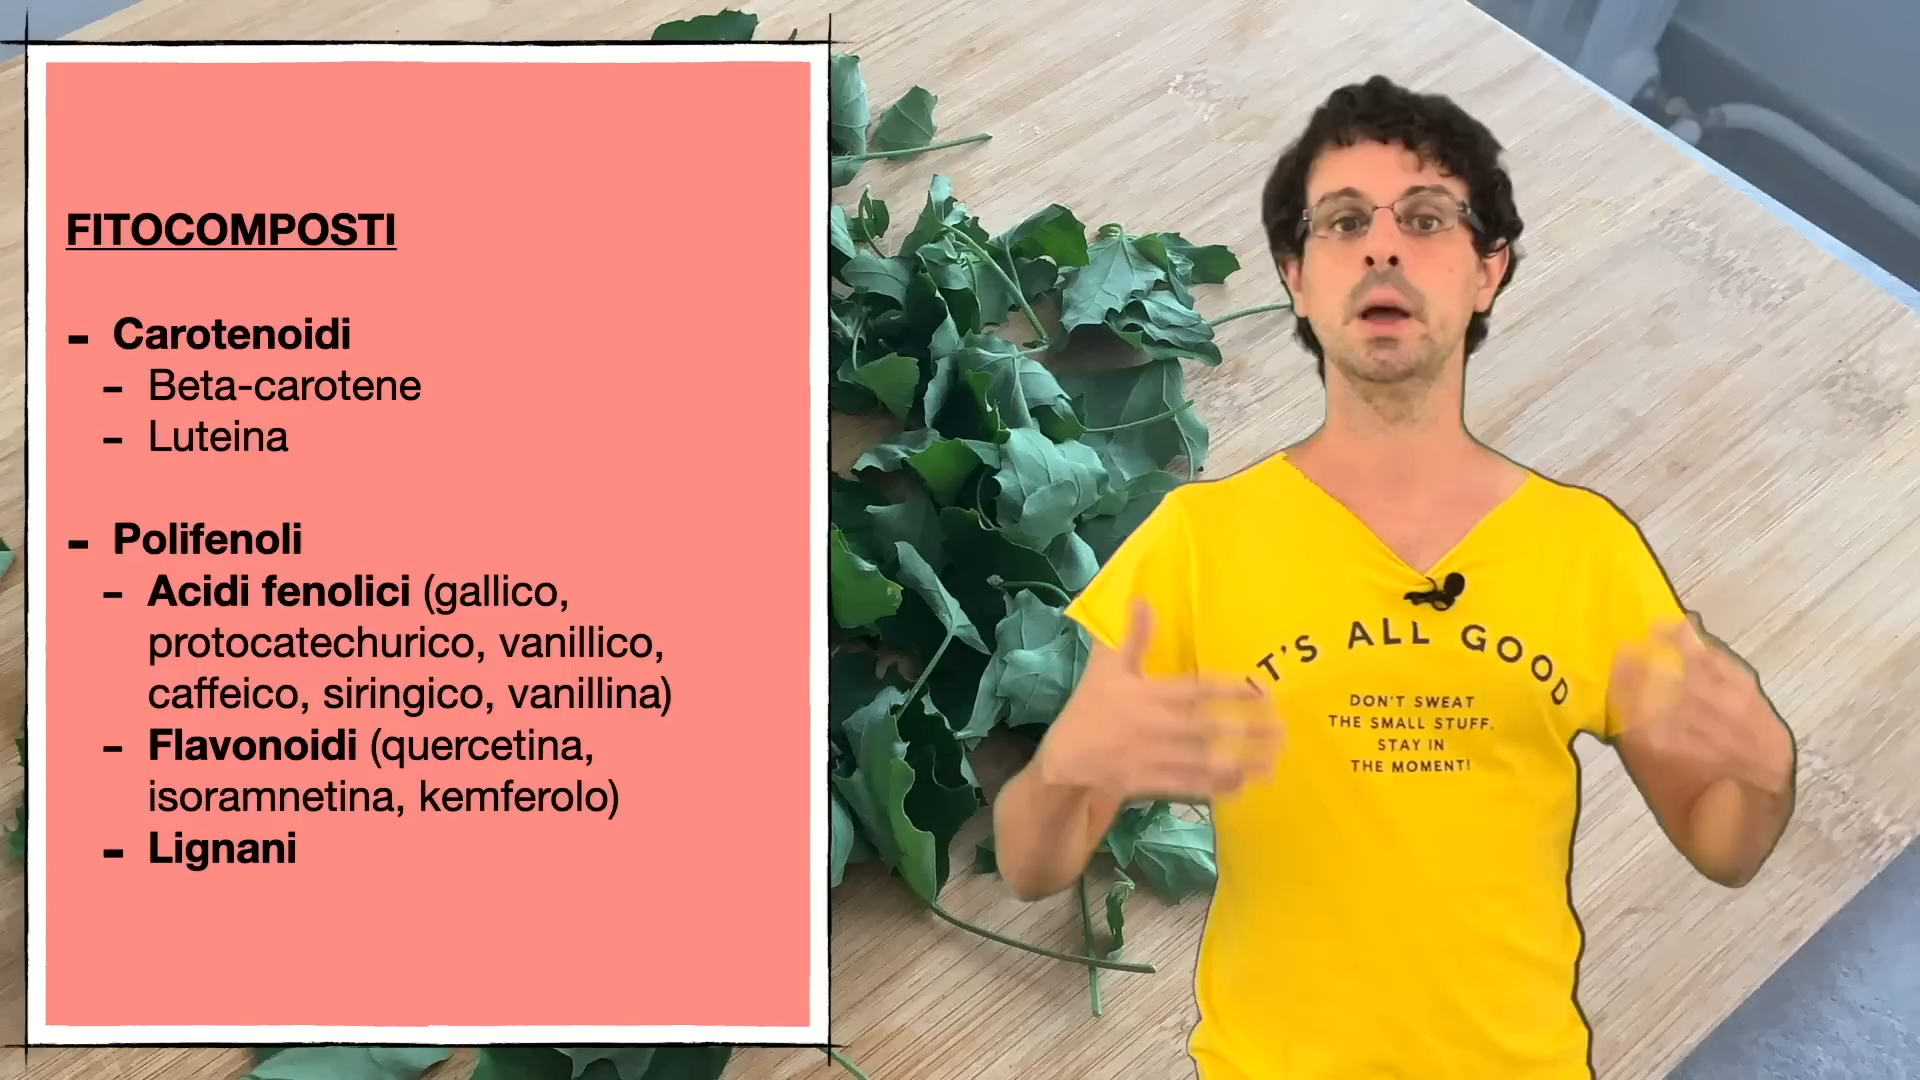 FITOCOMPOSTI
- Carotenoidi
- Beta-carotene
- Luteina
- Polifenoli
- Acidi fenolici (gallico,
protocatechurico, vanillico,
caffeico, siringico, vanillina)
- Flavonoidi (quercetina,
isoramnetina, kemferolo)
- Lignani
IT'S ALL GOOD
DON'T SWEAT
THE SMALL STUFF.
STAY IN
THE MOMENT!